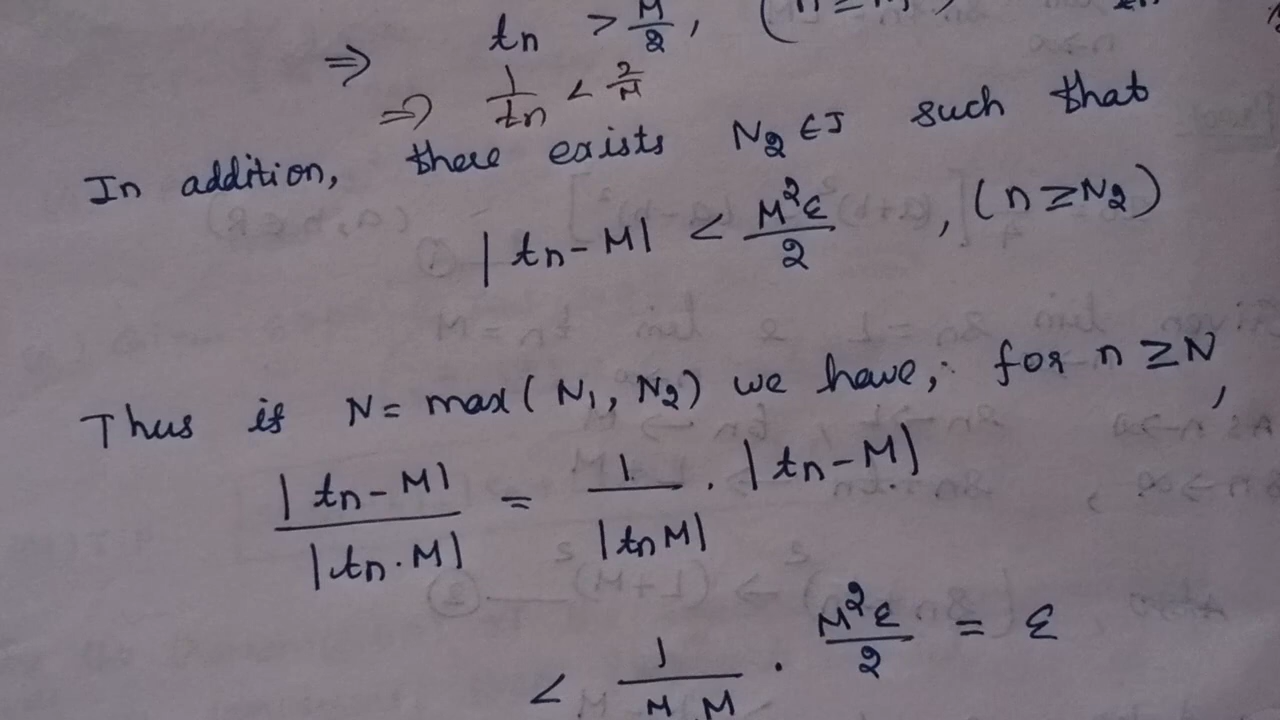 ⇒ tn > M/2, (n ≥
⇒ 1/tn < 2/M
In addition, there exists N₂ ∈ J such that
|tn - M| < M²ε/2 , (n ≥ N₂)
Thus is N = max(N₁, N₂) we have, for n ≥ N,
|tn - M| / |tn · M| = 1/|tn M| · |tn - M|
< 1/(M M) · M²ε/2 = ε